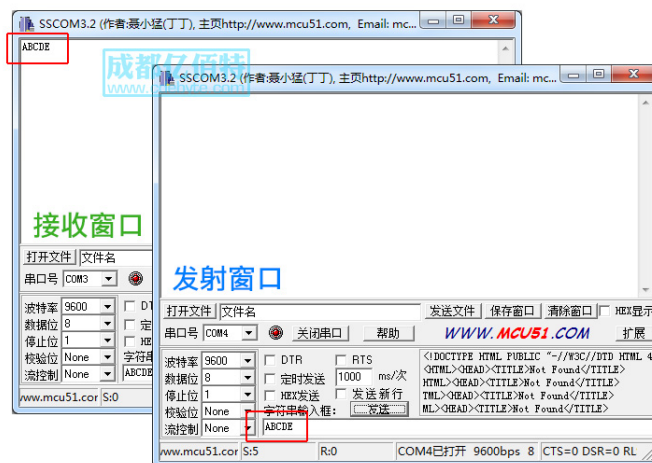 SSCOM3.2 (作者:聂小猛(丁丁), 主页http://www.mcu51.com, Email: mc...
ABCDE
成都亿佰特
www.cdebyte.com
接收窗口
打开文件 文件名
串口号 COM3
波特率 9600 DT
数据位 8 定
停止位 1 HE
校验位 None 字符串
流控制 None ABCDE
www.mcu51.cor S:0
SSCOM3.2 (作者:聂小猛(丁丁), 主页http://www.mcu51.com, Email: mc...
发射窗口
打开文件 文件名 发送文件 保存窗口 清除窗口 HEX显示
串口号 COM4 关闭串口 帮助 WWW.MCU51.COM 扩展
波特率 9600 DTR RTS
数据位 8 定时发送 1000 ms/次
停止位 1 HEX发送 发送新行
校验位 None 字符串输入框: 发送
流控制 None ABCDE
<!DOCTYPE HTML PUBLIC "-//W3C//DTD HTML 4
<HTML><HEAD><TITLE>Not Found</TITLE>
HTML><HEAD><TITLE>Not Found</TITLE>
TML><HEAD><TITLE>Not Found</TITLE>
ML><HEAD><TITLE>Not Found</TITLE>
www.mcu51.cor S:5 R:0 COM4已打开 9600bps 8 CTS=0 DSR=0 RL